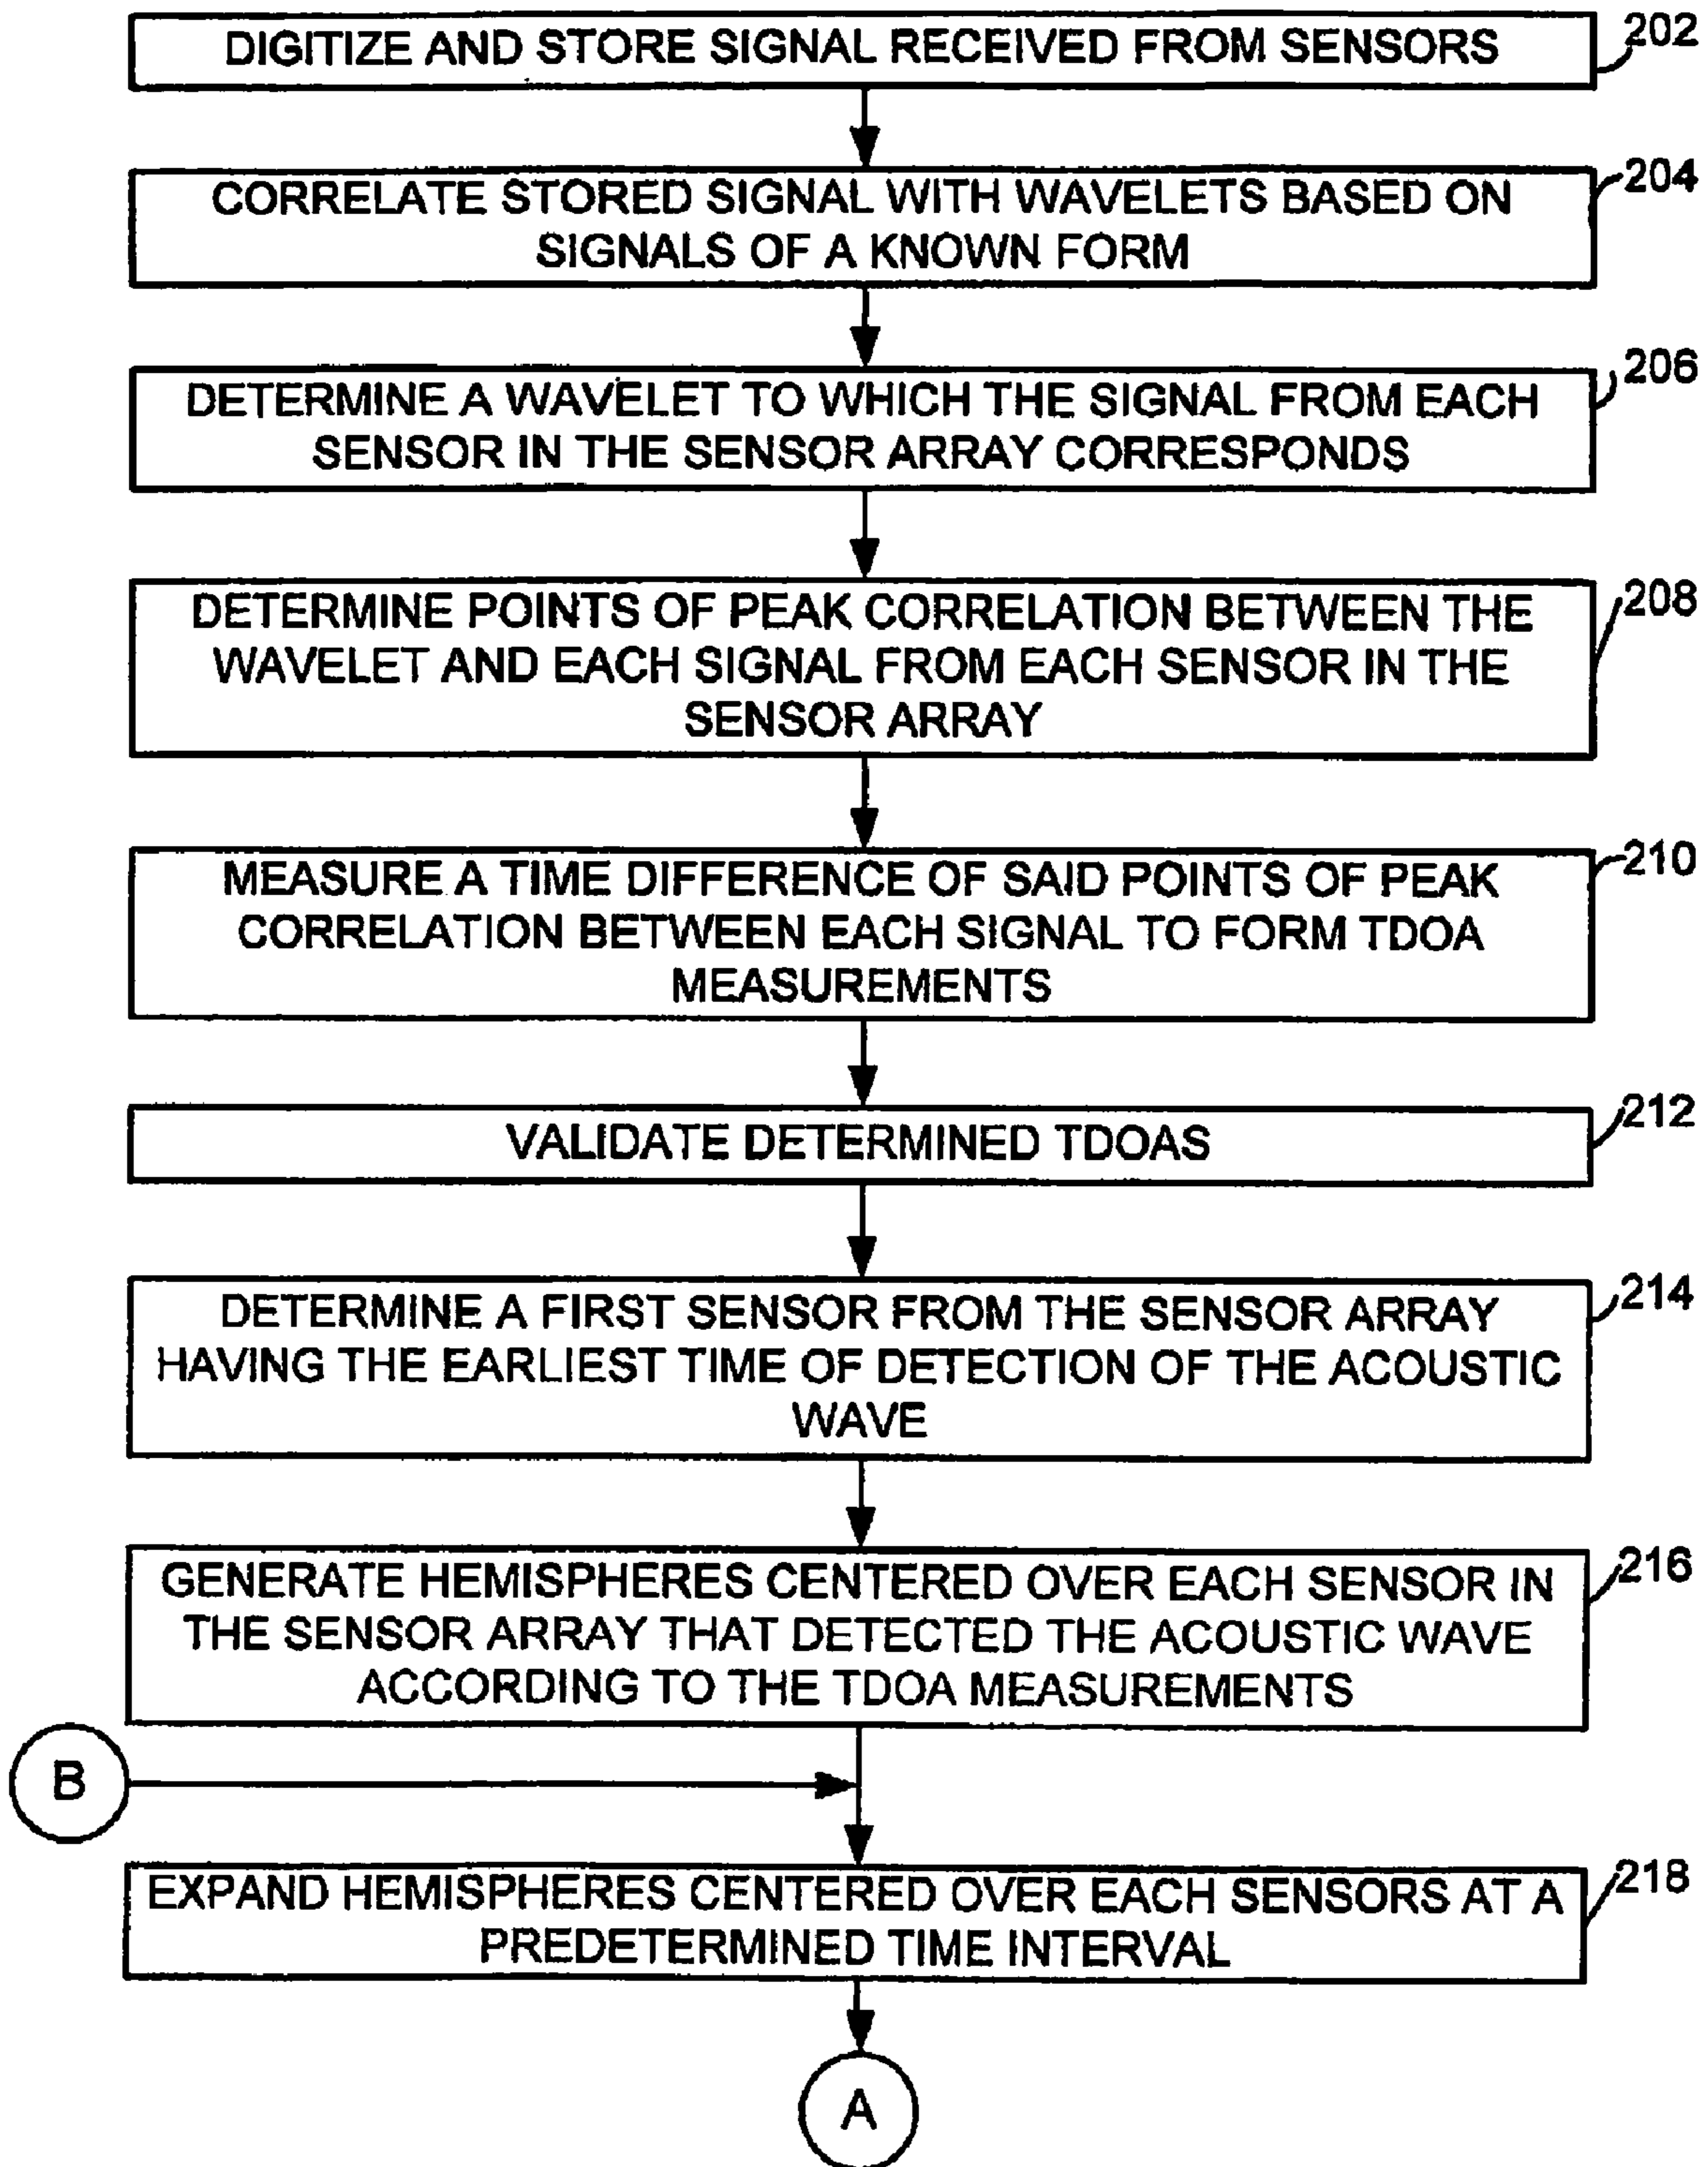 DIGITIZE AND STORE SIGNAL RECEIVED FROM SENSORS
202
CORRELATE STORED SIGNAL WITH WAVELETS BASED ON
SIGNALS OF A KNOWN FORM
204
DETERMINE A WAVELET TO WHICH THE SIGNAL FROM EACH
SENSOR IN THE SENSOR ARRAY CORRESPONDS
206
DETERMINE POINTS OF PEAK CORRELATION BETWEEN THE
WAVELET AND EACH SIGNAL FROM EACH SENSOR IN THE
SENSOR ARRAY
208
MEASURE A TIME DIFFERENCE OF SAID POINTS OF PEAK
CORRELATION BETWEEN EACH SIGNAL TO FORM TDOA
MEASUREMENTS
210
VALIDATE DETERMINED TDOAS
212
DETERMINE A FIRST SENSOR FROM THE SENSOR ARRAY
HAVING THE EARLIEST TIME OF DETECTION OF THE ACOUSTIC
WAVE
214
GENERATE HEMISPHERES CENTERED OVER EACH SENSOR IN
THE SENSOR ARRAY THAT DETECTED THE ACOUSTIC WAVE
ACCORDING TO THE TDOA MEASUREMENTS
216
B
EXPAND HEMISPHERES CENTERED OVER EACH SENSORS AT A
PREDETERMINED TIME INTERVAL
218
A